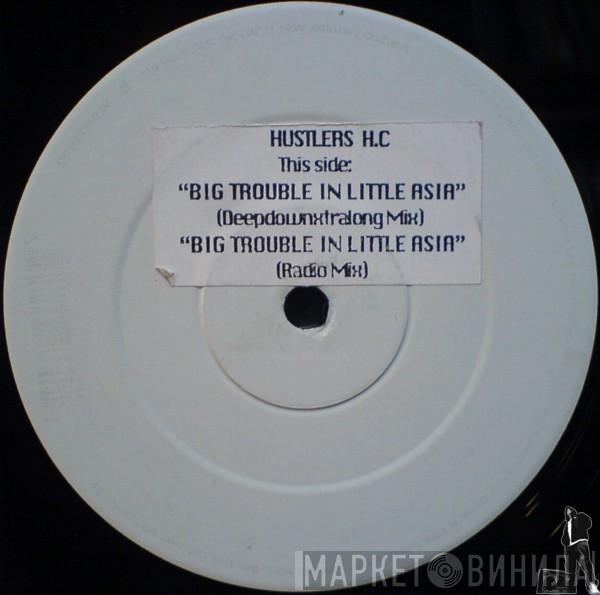 HUSTLERS H.C
This side:
“BIG TROUBLE IN LITTLE ASIA”
(Deepdownxtralong Mix)
“BIG TROUBLE IN LITTLE ASIA”
(Radio Mix)
МАРКЕТ ВИНИЛА